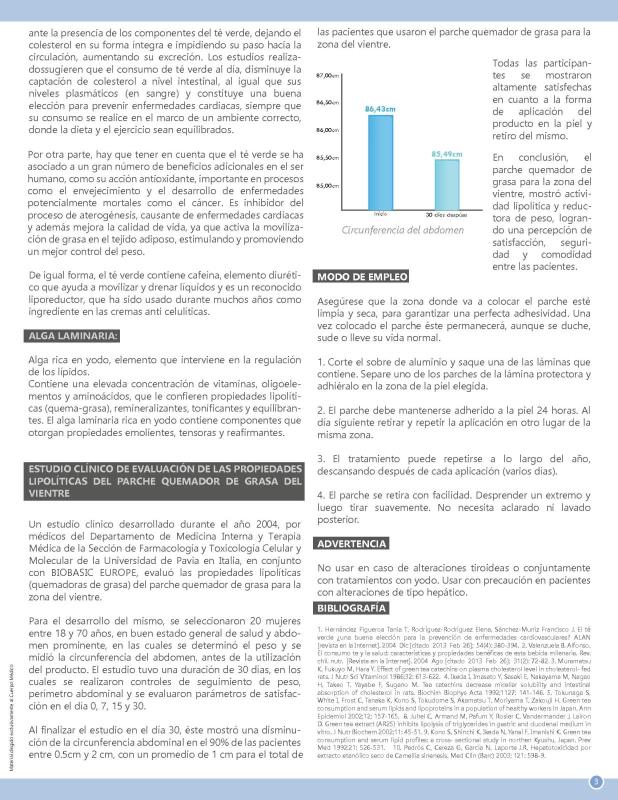 ante la presencia de los componentes del té verde, dejando el
colesterol en su forma integra e impidiendo su paso hacia la
circulación, aumentando su excreción. Los estudios realiza-
dossugieren que el consumo de té verde al día, disminuye la
captación de colesterol a nivel intestinal, al igual que sus
niveles plasmáticos (en sangre) y constituye una buena
elección para prevenir enfermedades cardiacas, siempre que
su consumo se realice en el marco de un ambiente correcto,
donde la dieta y el ejercicio sean equilibrados.
Por otra parte, hay que tener en cuenta que el té verde se ha
asociado a un gran número de beneficios adicionales en el ser
humano, como su acción antioxidante, importante en procesos
como el envejecimiento y el desarrollo de enfermedades
potencialmente mortales como el cáncer. Es inhibidor del
proceso de aterogénesis, causante de enfermedades cardiacas
y además mejora la calidad de vida, ya que activa la moviliza-
ción de grasa en el tejido adiposo, estimulando y promoviendo
un mejor control del peso.
De igual forma, el té verde contiene cafeína, elemento diuréti-
co que ayuda a movilizar y drenar líquidos y es un reconocido
liporeductor, que ha sido usado durante muchos años como
ingrediente en las cremas anti celuliticas.
ALGA LAMINARIA:
Alga rica en yodo, elemento que interviene en la regulación
de los lípidos.
Contiene una elevada concentración de vitaminas, oligoele-
mentos y aminoácidos, que le confieren propiedades lipolíti-
cas (quema-grasa), remineralizantes, tonificantes y equilibran-
tes. El alga laminaría rica en yodo contiene componentes que
otorgan propiedades emolientes, tensoras y reafirmantes.
ESTUDIO CLÍNICO DE EVALUACIÓN DE LAS PROPIEDADES
LIPOLÍTICAS DEL PARCHE QUEMADOR DE GRASA DEL
VIENTRE
Un estudio clínico desarrollado durante el año 2004, por
médicos del Departamento de Medicina Interna y Terapia
Médica de la Sección de Farmacología y Toxicologia Celular y
Molecular de la Universidad de Pavia en Italia, en conjunto
con BIOBASIC EUROPE, evaluó las propiedades lipoliticas
(quemadoras de grasa) del parche quemador de grasa para la
zona del vientre.
Para el desarrollo del mismo, se seleccionaron 20 mujeres
entre 18 y 70 años, en buen estado general de salud y abdo-
men prominente, en las cuales se determinó el peso y se
midió la circunferencia del abdomen, antes de la utilización
del producto. El estudio tuvo una duración de 30 días, en los
cuales se realizaron controles de seguimiento de peso,
perimetro abdominal y se evaluaron parámetros de satisfac-
ción en el día 0, 7, 15 y 30.
Al finalizar el estudio en el día 30, éste mostró una disminu-
ción de la circunferencia abdominal en el 90% de las pacientes
entre 0.5cm y 2 cm, con un promedio de 1 cm para el total de
Material dirigido exclusivamente al Cuerpo Médico
las pacientes que usaron el parche quemador de grasa para la
zona del vientre.
87,00cm
86,50cm
86,00cm
85,50cm
85,00cm
86,43cm
85,49cm
Inicio
30 días despúes
Circunferencia del abdomen
Todas las participan-
tes se mostraron
altamente satisfechas
en cuanto a la forma
de aplicación del
producto en la piel y
retiro del mismo.
En conclusión, el
parche quemador de
grasa para la zona del
vientre, mostró activi-
dad lipolítica y reduc-
tora de peso, logran-
do una percepción de
satisfacción, seguri-
dad y comodidad
entre las pacientes.
MODO DE EMPLEO
Asegúrese que la zona donde va a colocar el parche esté
limpia y seca, para garantizar una perfecta adhesividad. Una
vez colocado el parche éste permanecerá, aunque se duche,
sude o lleve su vida normal.
1. Corte el sobre de aluminio y saque una de las láminas que
contiene. Separe uno de los parches de la lámina protectora y
adhiéralo en la zona de la piel elegida.
2. El parche debe mantenerse adherido a la piel 24 horas. Al
día siguiente retirar y repetir la aplicación en otro lugar de la
misma zona.
3. El tratamiento puede repetirse a lo largo del año,
descansando después de cada aplicación (varios días).
4. El parche se retira con facilidad. Desprender un extremo y
luego tirar suavemente. No necesita aclarado ni lavado
posterior.
ADVERTENCIA
No usar en caso de alteraciones tiroideas o conjuntamente
con tratamientos con yodo. Usar con precaución en pacientes
con alteraciones de tipo hepático.
BIBLIOGRAFÍA
1. Hernández Figueroa Tania T, Rodríguez-Rodríguez Elena, Sánchez-Muniz Francisco J. El té
verde ¿una buena elección para la prevención de enfermedades cardiovasculares? ALAN
[revista en la Internet]. 2004 Dic [citado 2013 Feb 26]; 54(4):380-394. 2. Valenzuela B. Alfonso.
El consumo te y la salud: características y propiedades benéficas de esta bebida milenaria. Rev.
chil. nutr. [Revista en la Internet]. 2004 Ago [citado 2013 Feb 26]; 31(2): 72-82. 3. Muramatsu
K, Fukuyo M, Hara Y. Effect of green tea catechins on plasma cholesterol level in cholesterol- fed
rats. J Nutr Sci Vitaminol 1986;32: 613-622. 4. Ikeda I, Imasato Y, Sasaki E, Nakayama M, Nagao
H, Takeo T, Yayabe F, Sugano M. Tea catechins decrease micellar solubility and intestinal
absorption of cholesterol in rats. Biochim Biophys Acta 1992;1127: 141-146. 5. Tokunaga S,
White I, Frost C, Tanaka K, Kono S, Tokudome S, Akamatsu T, Moriyama T, Zakouji H. Green tea
consumption and serum lipids and lipoproteins in a population of healthy workers in Japan. Ann
Epidemiol 2002;12; 157-165. 6. Juhel C, Armand M, Pafum Y, Rosier C, Vandermander J, Lairon
D. Green tea extract (AR25) inhibits lipolysis of triglycerides in gastric and duodenal medium in
vitro. J Nutr Biochem 2002;11: 45-51. 9. Kono S, Shinchi K, Ikeda N, Yanai F, Imanishi K. Green tea
consumption and serum lipid profiles: a cross- sectional study in northen Kyushu, Japan. Prev
Med 1992;21; 526-531. 10. Pedrós C, Cereza G, García N, Laporte J.R, Hepatotoxicidad por
extracto etanólico seco de Camellia sinenesis, Med Clin (Barc) 2003; 121: 598-9.
3